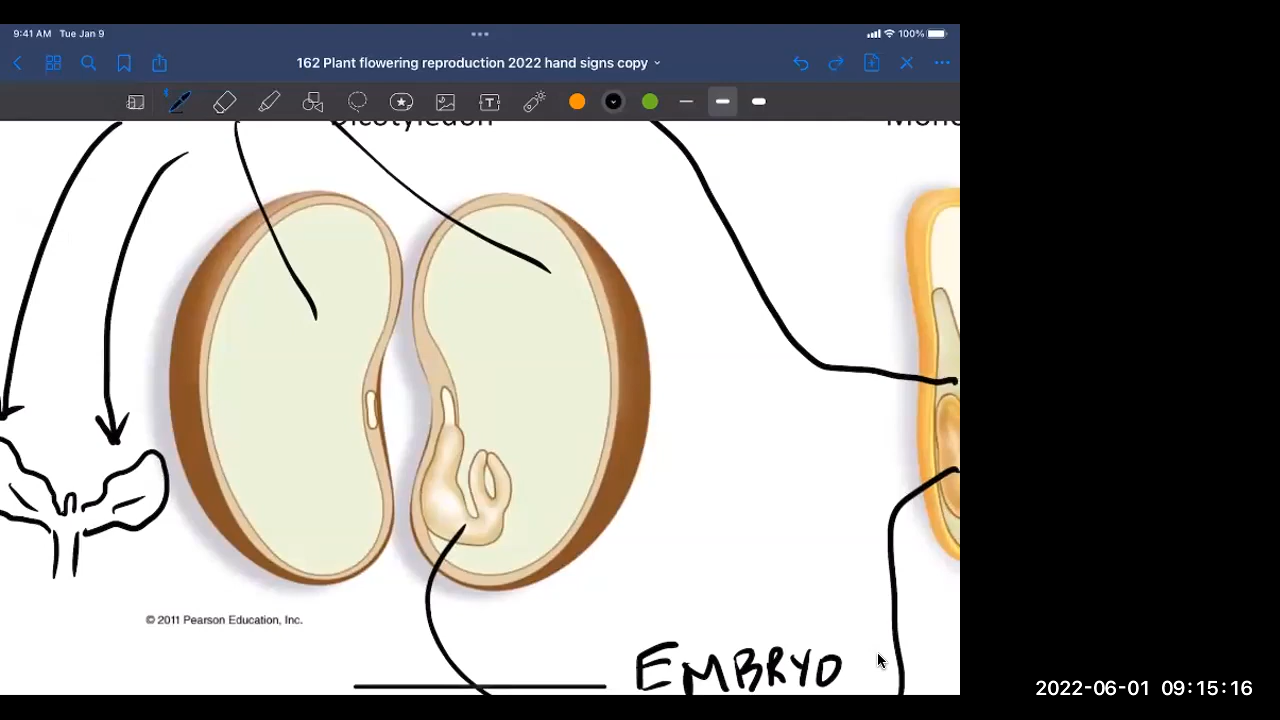 9:41 AM Tue Jan 9
100%
162 Plant flowering reproduction 2022 hand signs copy
Dicotyledon
© 2011 Pearson Education, Inc.
EMBRYO
2022-06-01 09:15:16